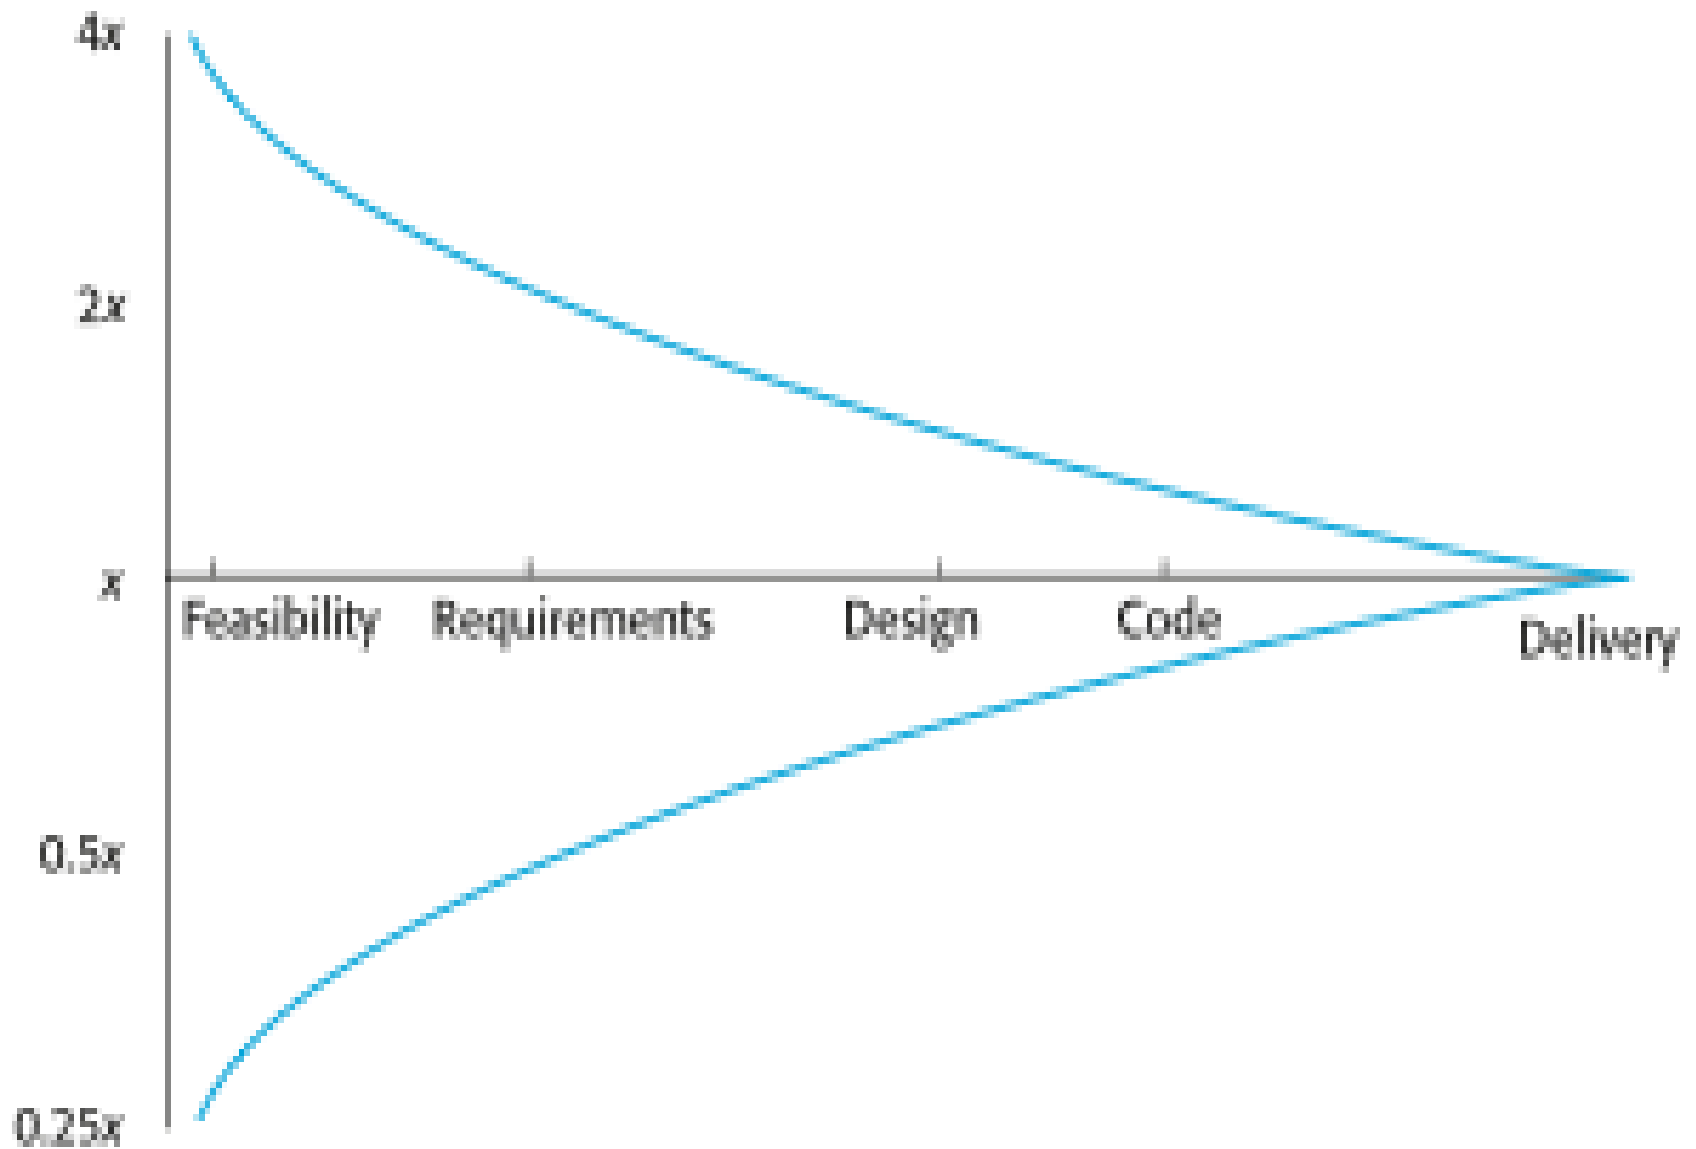 4x
2x
x
Feasibility Requirements Design Code Delivery
0.5x
0.25x